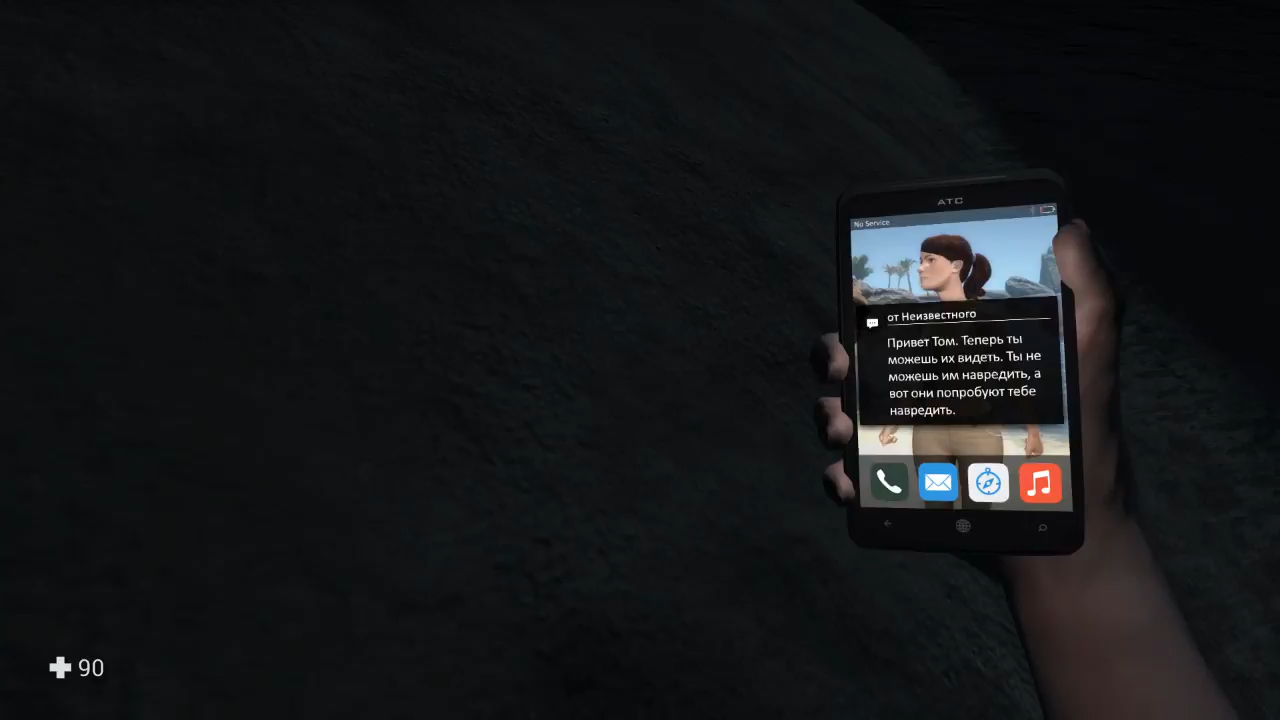 ATC
No Service
от Неизвестного
Привет Том. Теперь ты
можешь их видеть. Ты не
можешь им навредить, а
вот они попробуют тебе
навредить.
90